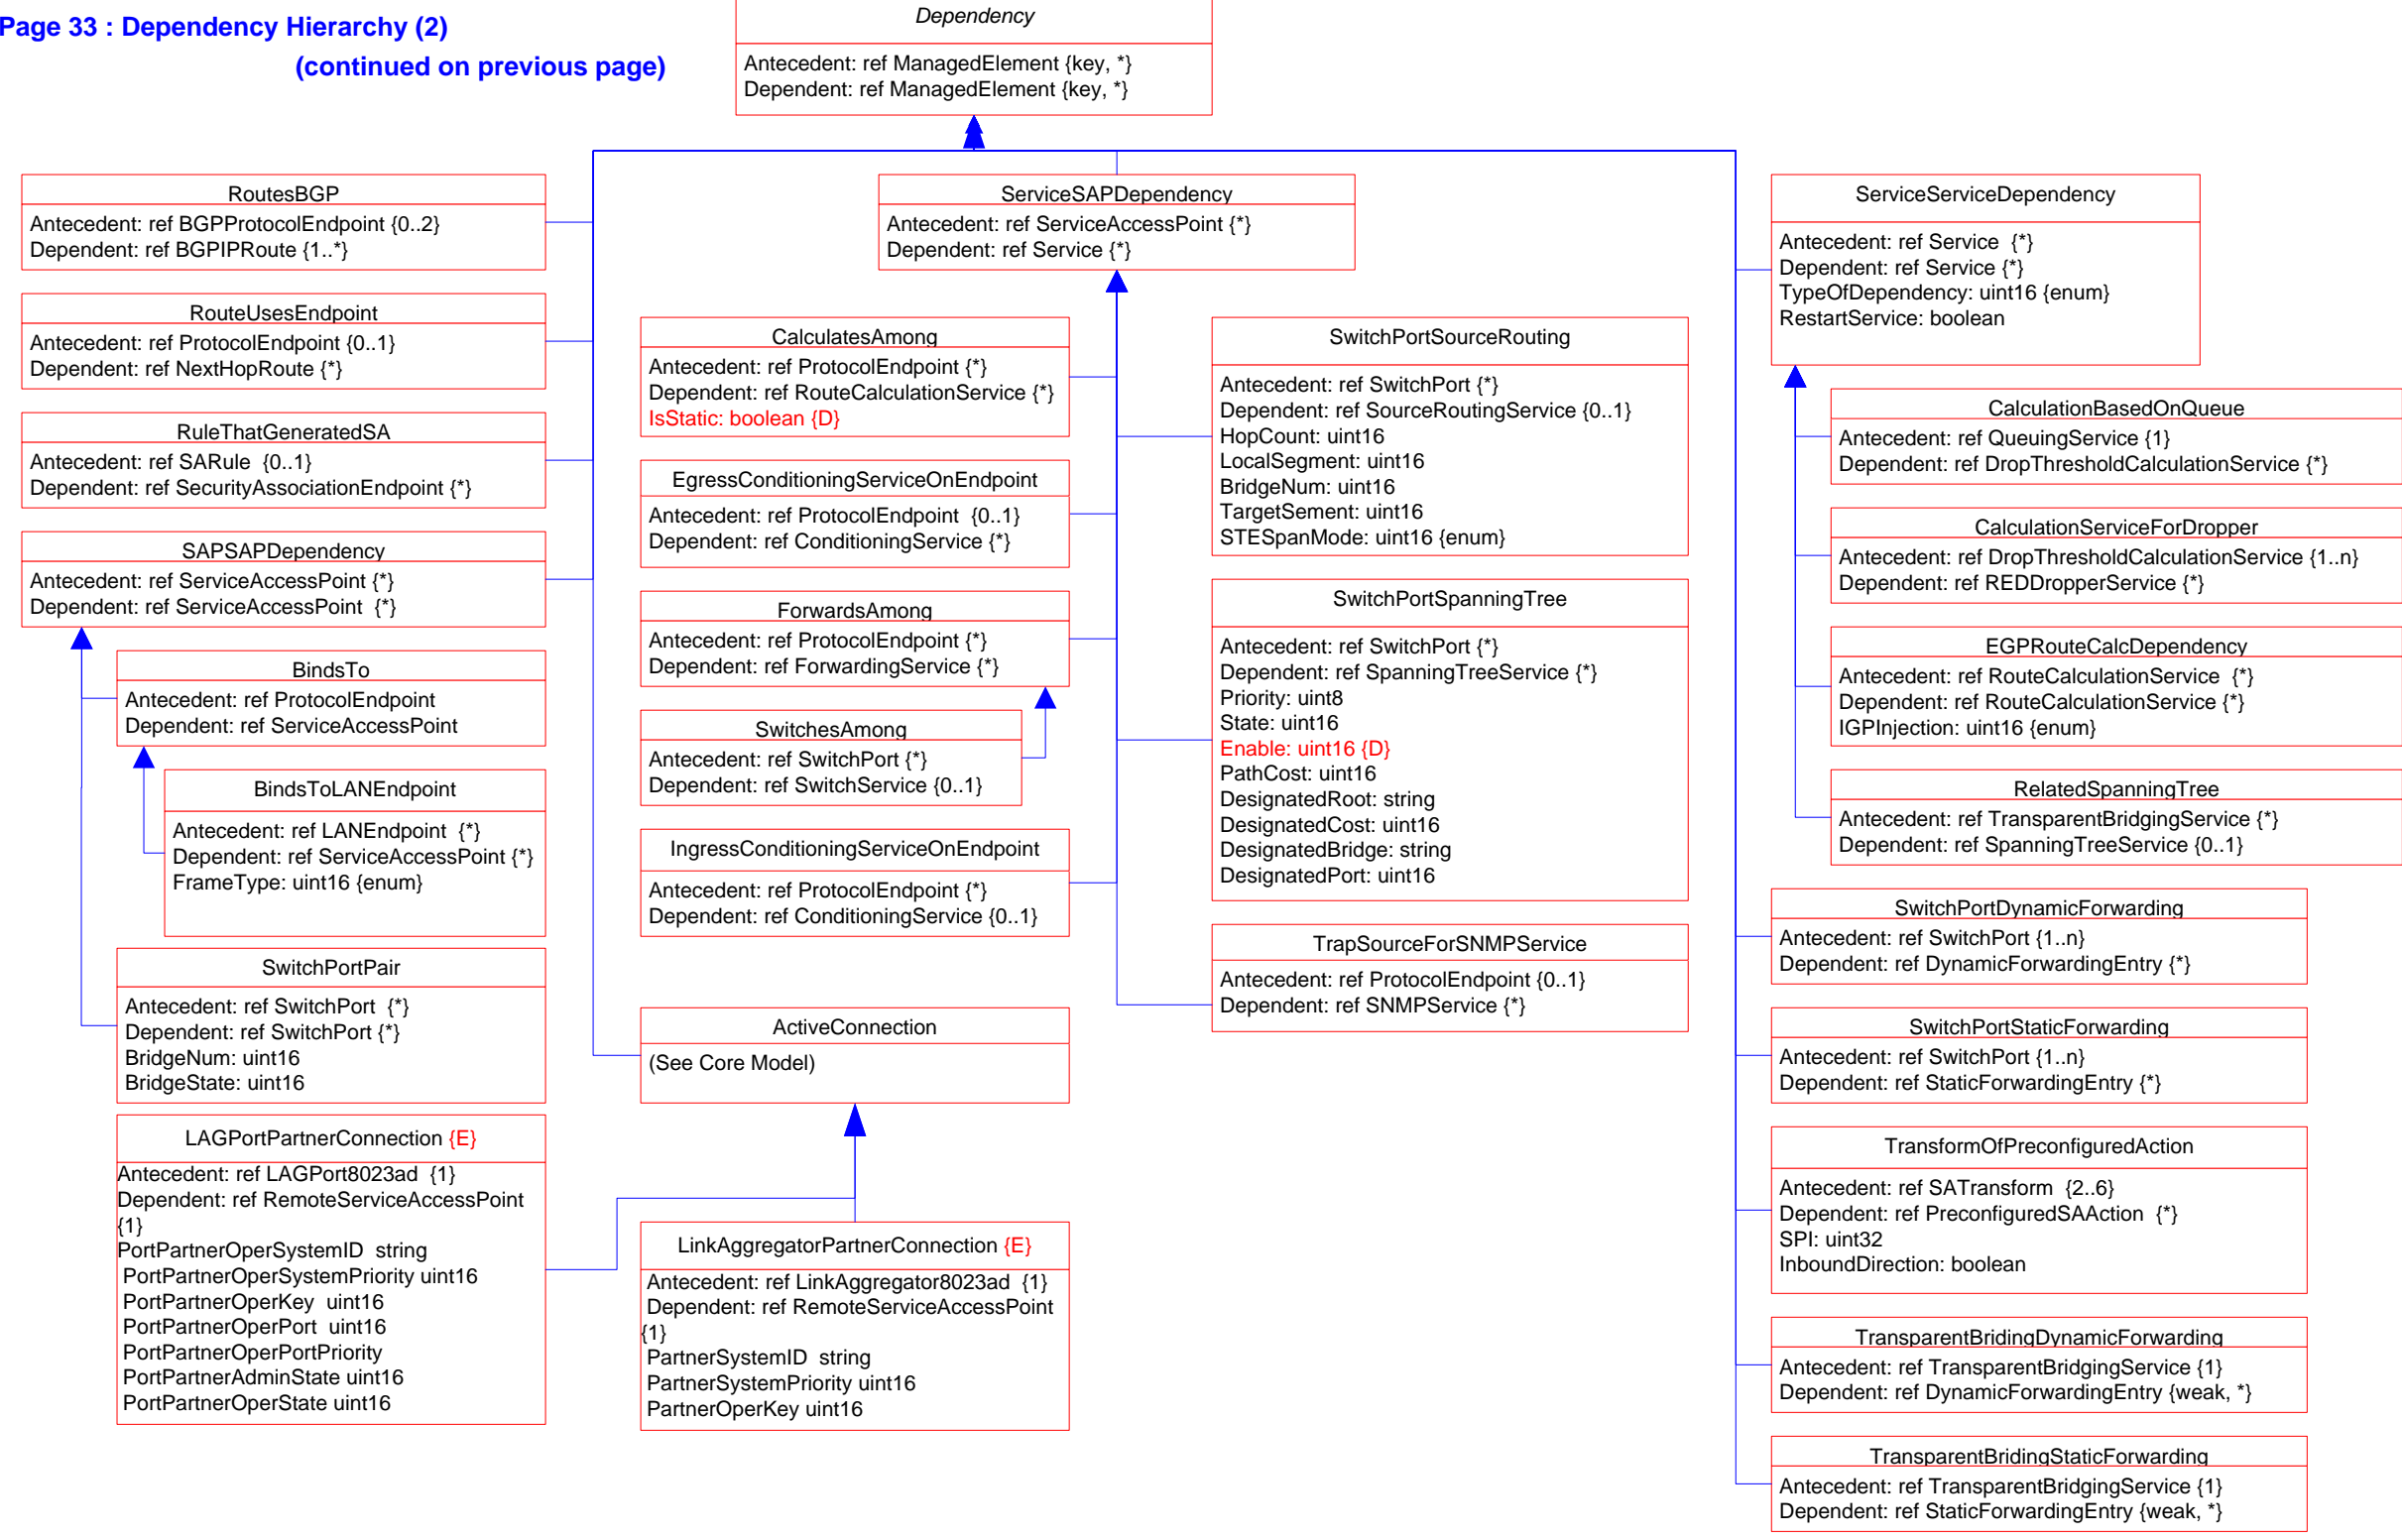 Page 33 : Dependency Hierarchy (2)
(continued on previous page)
Dependency
Antecedent: ref ManagedElement {key, *}
Dependent: ref ManagedElement {key, *}
RoutesBGP
Antecedent: ref BGPProtocolEndpoint {0..2}
Dependent: ref BGPIPRoute {1..*}
RouteUsesEndpoint
Antecedent: ref ProtocolEndpoint {0..1}
Dependent: ref NextHopRoute {*}
RuleThatGeneratedSA
Antecedent: ref SARule  {0..1}
Dependent: ref SecurityAssociationEndpoint {*}
SAPSAPDependency
Antecedent: ref ServiceAccessPoint {*}
Dependent: ref ServiceAccessPoint  {*}
BindsTo
Antecedent: ref ProtocolEndpoint
Dependent: ref ServiceAccessPoint
BindsToLANEndpoint
Antecedent: ref LANEndpoint  {*}
Dependent: ref ServiceAccessPoint {*}
FrameType: uint16 {enum}
SwitchPortPair
Antecedent: ref SwitchPort  {*}
Dependent: ref SwitchPort {*}
BridgeNum: uint16
BridgeState: uint16
LAGPortPartnerConnection {E}
Antecedent: ref LAGPort8023ad  {1}
Dependent: ref RemoteServiceAccessPoint
{1}
PortPartnerOperSystemID  string
PortPartnerOperSystemPriority uint16
PortPartnerOperKey  uint16
PortPartnerOperPort  uint16
PortPartnerOperPortPriority
PortPartnerAdminState uint16
PortPartnerOperState uint16
ServiceSAPDependency
Antecedent: ref ServiceAccessPoint {*}
Dependent: ref Service {*}
CalculatesAmong
Antecedent: ref ProtocolEndpoint {*}
Dependent: ref RouteCalculationService {*}
IsStatic: boolean {D}
EgressConditioningServiceOnEndpoint
Antecedent: ref ProtocolEndpoint  {0..1}
Dependent: ref ConditioningService {*}
ForwardsAmong
Antecedent: ref ProtocolEndpoint {*}
Dependent: ref ForwardingService {*}
SwitchesAmong
Antecedent: ref SwitchPort {*}
Dependent: ref SwitchService {0..1}
IngressConditioningServiceOnEndpoint
Antecedent: ref ProtocolEndpoint {*}
Dependent: ref ConditioningService {0..1}
ActiveConnection
(See Core Model)
LinkAggregatorPartnerConnection {E}
Antecedent: ref LinkAggregator8023ad  {1}
Dependent: ref RemoteServiceAccessPoint
{1}
PartnerSystemID  string
PartnerSystemPriority uint16
PartnerOperKey uint16
SwitchPortSourceRouting
Antecedent: ref SwitchPort {*}
Dependent: ref SourceRoutingService {0..1}
HopCount: uint16
LocalSegment: uint16
BridgeNum: uint16
TargetSement: uint16
STESpanMode: uint16 {enum}
SwitchPortSpanningTree
Antecedent: ref SwitchPort {*}
Dependent: ref SpanningTreeService {*}
Priority: uint8
State: uint16
Enable: uint16 {D}
PathCost: uint16
DesignatedRoot: string
DesignatedCost: uint16
DesignatedBridge: string
DesignatedPort: uint16
TrapSourceForSNMPService
Antecedent: ref ProtocolEndpoint {0..1}
Dependent: ref SNMPService {*}
ServiceServiceDependency
Antecedent: ref Service  {*}
Dependent: ref Service {*}
TypeOfDependency: uint16 {enum}
RestartService: boolean
CalculationBasedOnQueue
Antecedent: ref QueuingService {1}
Dependent: ref DropThresholdCalculationService {*}
CalculationServiceForDropper
Antecedent: ref DropThresholdCalculationService {1..n}
Dependent: ref REDDropperService {*}
EGPRouteCalcDependency
Antecedent: ref RouteCalculationService  {*}
Dependent: ref RouteCalculationService {*}
IGPInjection: uint16 {enum}
RelatedSpanningTree
Antecedent: ref TransparentBridgingService {*}
Dependent: ref SpanningTreeService {0..1}
SwitchPortDynamicForwarding
Antecedent: ref SwitchPort {1..n}
Dependent: ref DynamicForwardingEntry {*}
SwitchPortStaticForwarding
Antecedent: ref SwitchPort {1..n}
Dependent: ref StaticForwardingEntry {*}
TransformOfPreconfiguredAction
Antecedent: ref SATransform  {2..6}
Dependent: ref PreconfiguredSAAction  {*}
SPI: uint32
InboundDirection: boolean
TransparentBridingDynamicForwarding
Antecedent: ref TransparentBridgingService {1}
Dependent: ref DynamicForwardingEntry {weak, *}
TransparentBridingStaticForwarding
Antecedent: ref TransparentBridgingService {1}
Dependent: ref StaticForwardingEntry {weak, *}